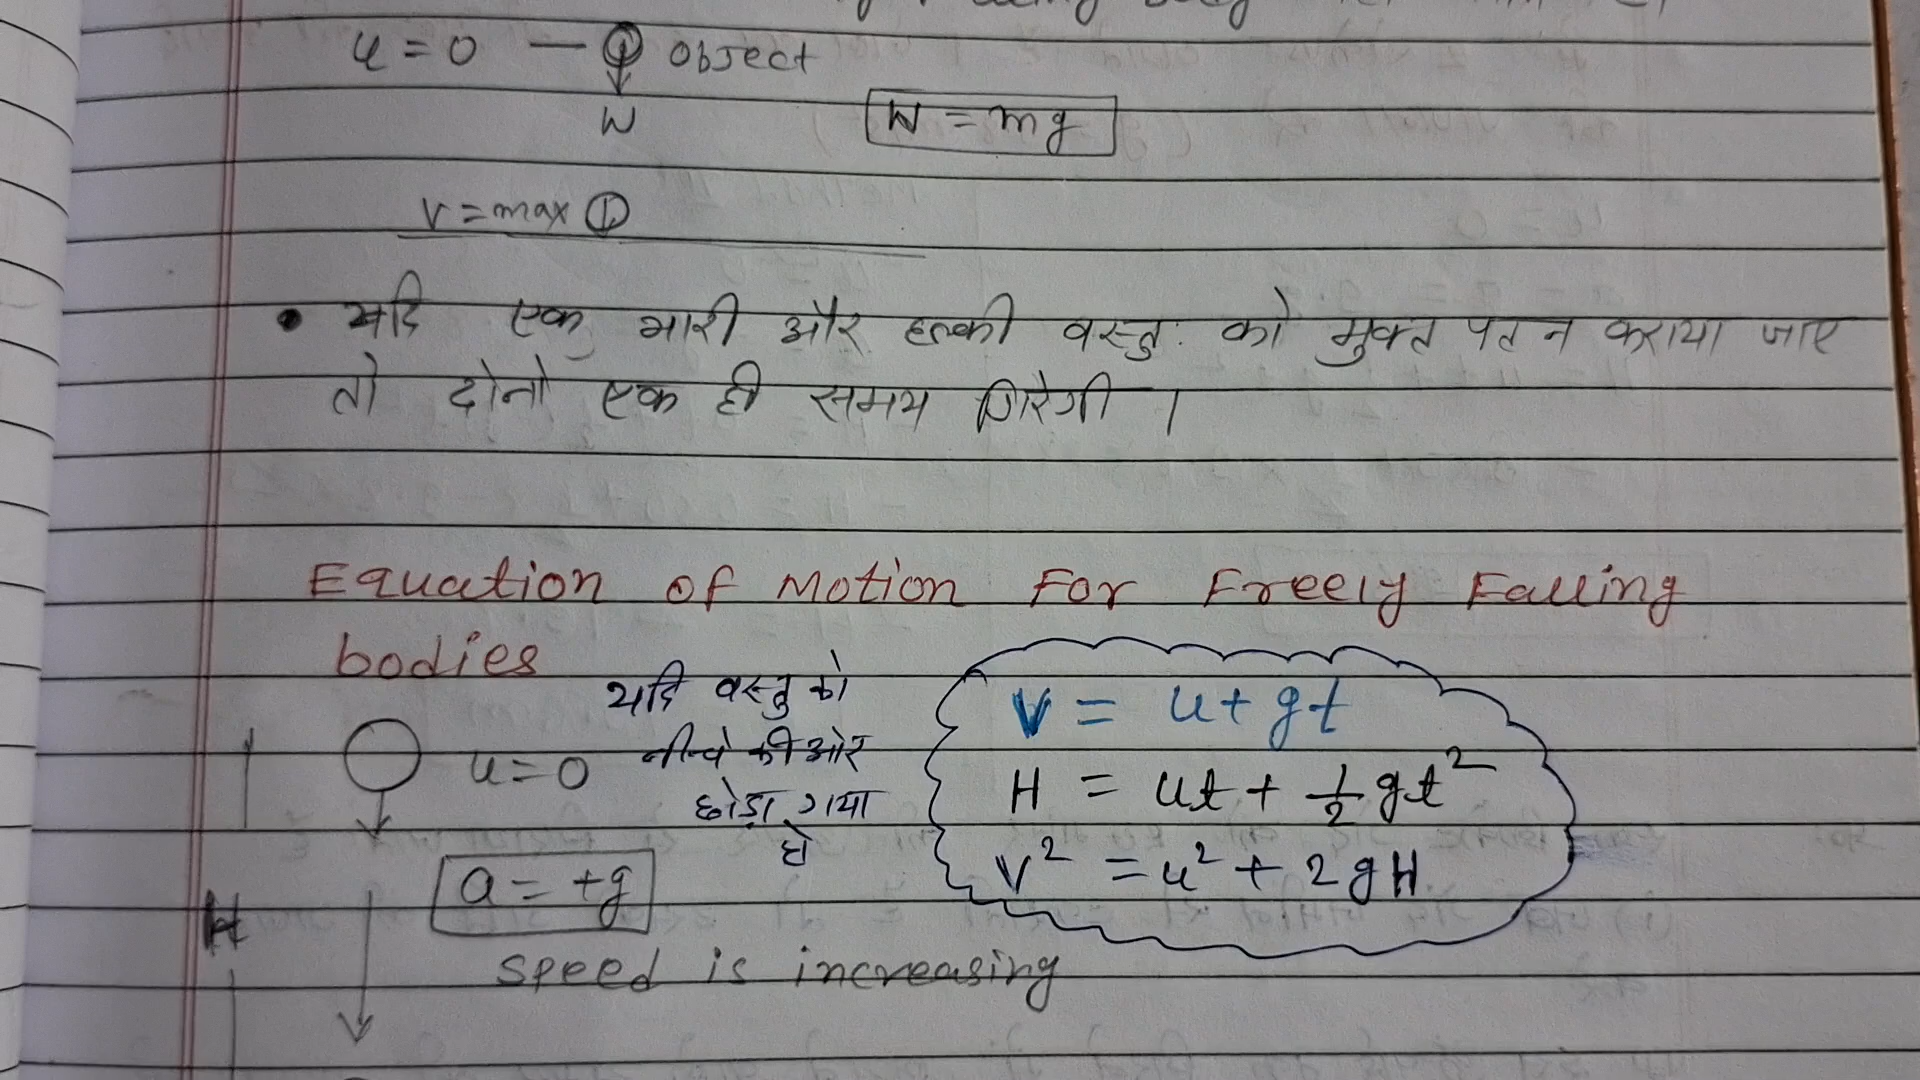 u = 0 — object
W
W = mg
v = max
• यदि एक भारी और हल्की वस्तु को मुक्त पतन कराया जाए
तो दोनो एक ही समय गिरेगी ।
Equation of Motion For Freely Falling
bodies
यदि वस्तु को
नीचे की ओर
छोड़ा गया
हो
u = 0
V = u + gt
H = ut + 1/2 gt²
V² = u² + 2gH
a = +g
H
speed is increasing